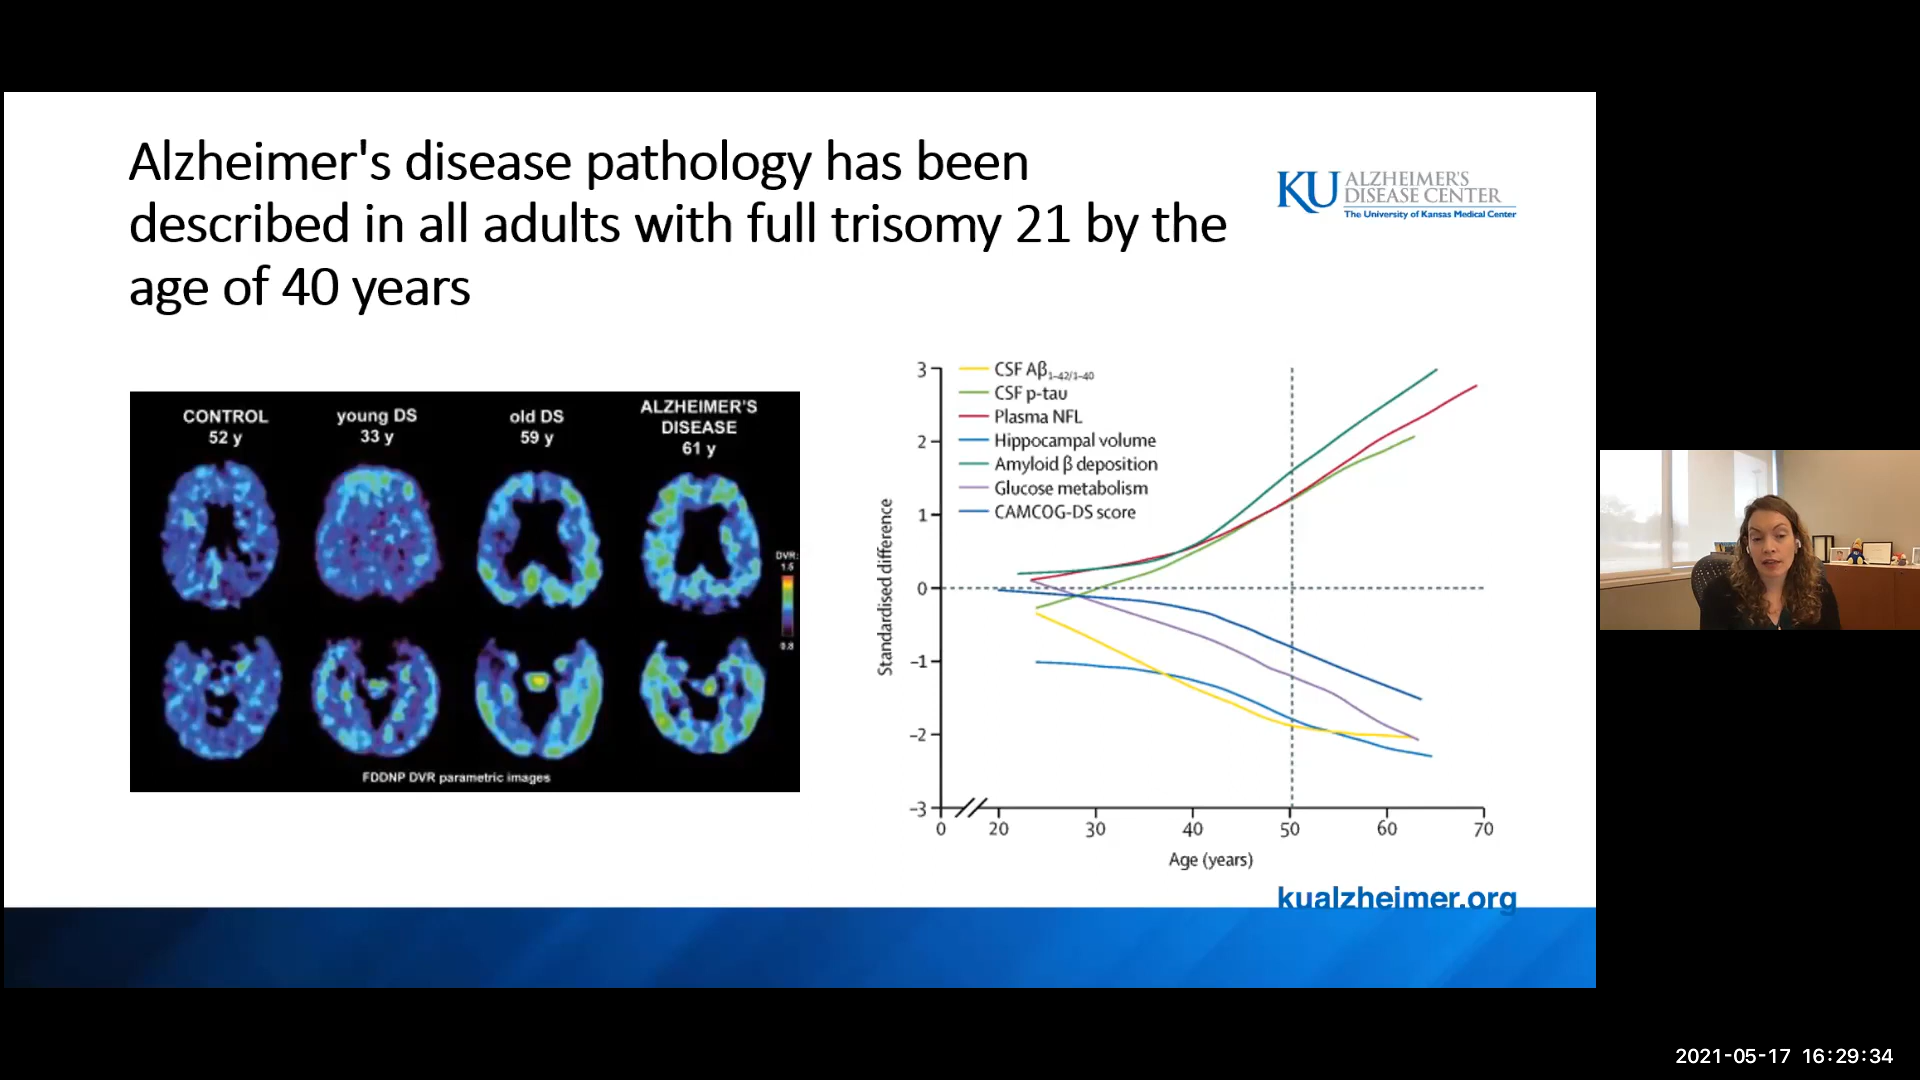 Alzheimer's disease pathology has been
described in all adults with full trisomy 21 by the
age of 40 years
KU ALZHEIMER'S
DISEASE CENTER
The University of Kansas Medical Center
CONTROL
52 y
young DS
33 y
old DS
59 y
ALZHEIMER'S
DISEASE
61 y
DVR:
1.5
0.8
FDDNP DVR parametric images
CSF Aβ1–42/1–40
CSF p-tau
Plasma NFL
Hippocampal volume
Amyloid β deposition
Glucose metabolism
CAMCOG-DS score
Standardised difference
3
2
1
0
–1
–2
–3
0 20 30 40 50 60 70
Age (years)
kualzheimer.org
2021-05-17 16:29:34